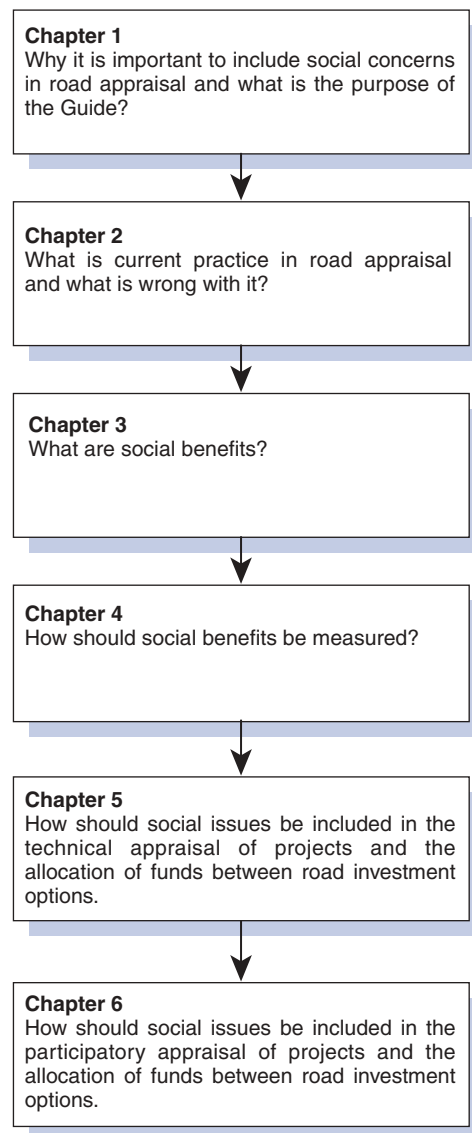 Chapter 1
Why it is important to include social concerns
in road appraisal and what is the purpose of
the Guide?
Chapter 2
What is current practice in road appraisal
and what is wrong with it?
Chapter 3
What are social benefits?
Chapter 4
How should social benefits be measured?
Chapter 5
How should social issues be included in the
technical appraisal of projects and the
allocation of funds between road investment
options.
Chapter 6
How should social issues be included in the
participatory appraisal of projects and the
allocation of funds between road investment
options.